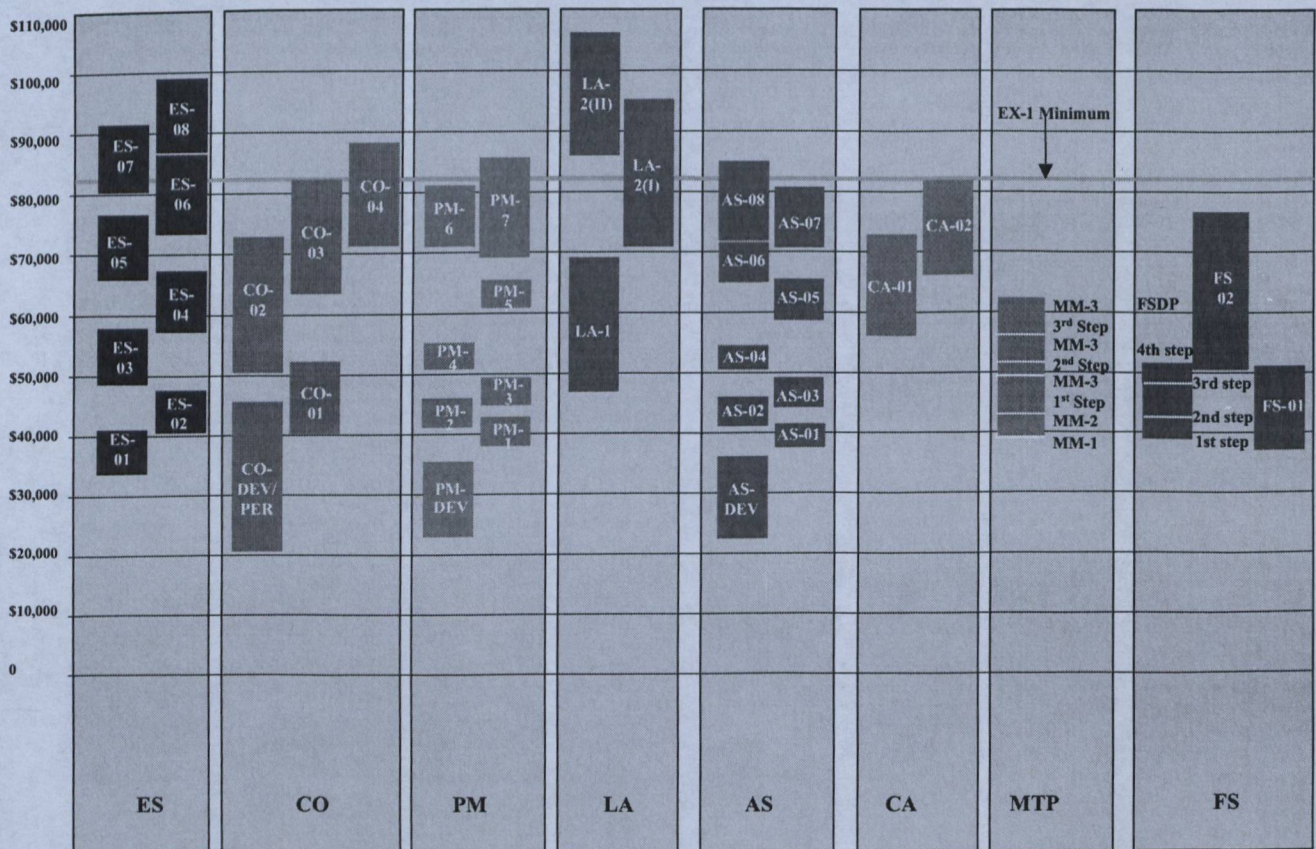 $110,000
$100,00
$90,000
$80,000
$70,000
$60,000
$50,000
$40,000
$30,000
$20,000
$10,000
0
ES-
08
ES-
07
ES-
06
ES-
05
ES-
04
ES-
03
ES-
02
ES-
01
CO-
04
CO-
03
CO-
02
CO-
01
CO-
DEV/
PER
PM-
7
PM-
6
PM-
5
PM-
4
PM-
3
PM-
2
PM-
1
PM-
DEV
LA-
2(II)
LA-
2(I)
LA-1
AS-08
AS-07
AS-06
AS-05
AS-04
AS-03
AS-02
AS-01
AS-
DEV
CA-02
CA-01
EX-1 Minimum
MM-3
3rd Step
MM-3
2nd Step
MM-3
1st Step
MM-2
MM-1
FSDP
4th step
3rd step
2nd step
1st step
FS
02
FS-01
ES
CO
PM
LA
AS
CA
MTP
FS